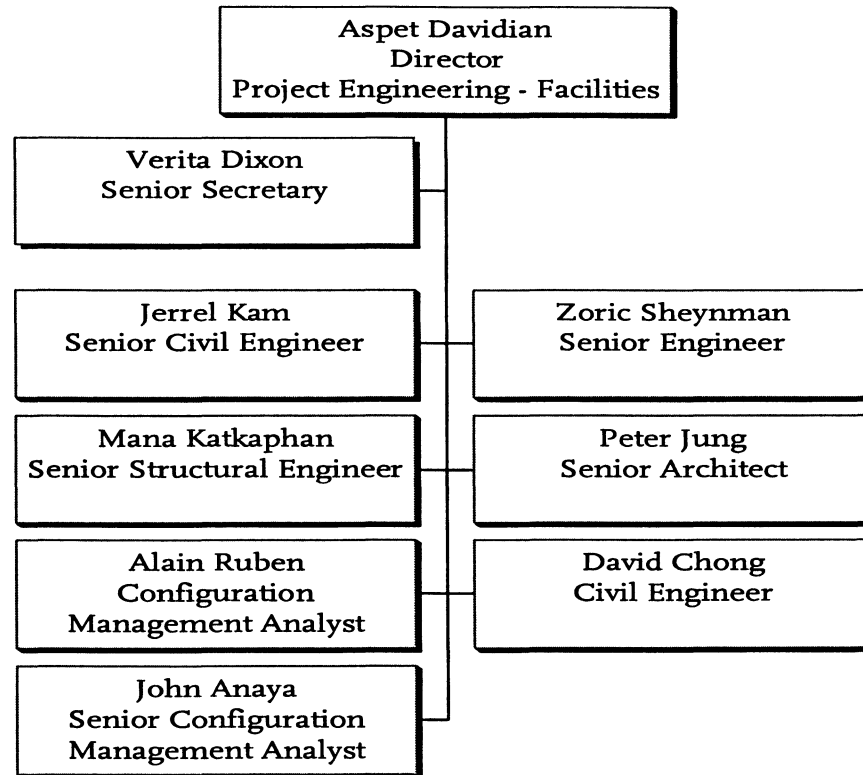 Aspet Davidian
Director
Project Engineering - Facilities
Verita Dixon
Senior Secretary
Jerrel Kam
Senior Civil Engineer
Zoric Sheynman
Senior Engineer
Mana Katkaphan
Senior Structural Engineer
Peter Jung
Senior Architect
Alain Ruben
Configuration
Management Analyst
David Chong
Civil Engineer
John Anaya
Senior Configuration
Management Analyst